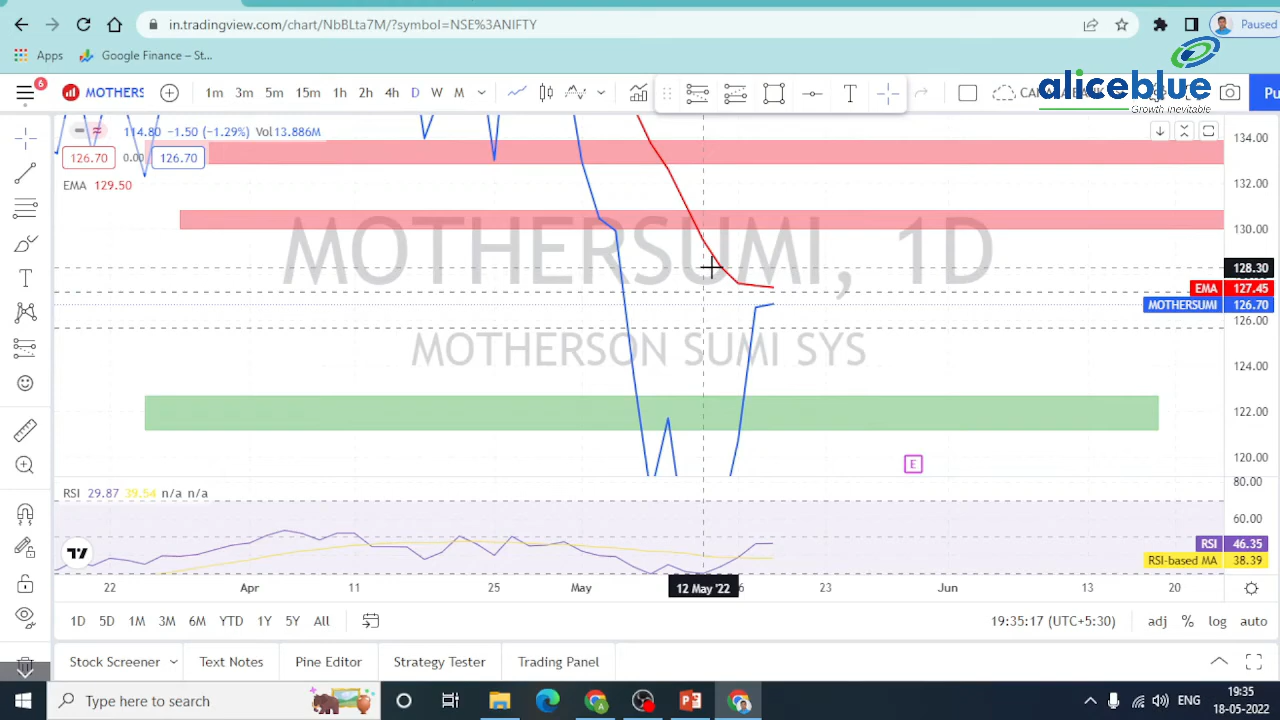 in.tradingview.com/chart/NbBLta7M/?symbol=NSE%3ANIFTY
Paused
Apps
Google Finance – St...
aliceblue
Growth Inevitable
6
MOTHERS
1m 3m 5m 15m 1h 2h 4h D W M
T
Pu
114.80 −1.50 (−1.29%) Vol 13.886M
126.70 0.00 126.70
EMA 129.50
MOTHERSUMI, 1D
MOTHERSON SUMI SYS
134.00
132.00
130.00
128.30
EMA 127.45
MOTHERSUMI 126.70
126.00
124.00
122.00
120.00
E
RSI 29.87 39.54 n/a n/a
80.00
60.00
RSI 46.35
RSI-based MA 38.39
22 Apr 11 25 May 12 May '22 6 23 Jun 13 20
1D 5D 1M 3M 6M YTD 1Y 5Y All
19:35:17 (UTC+5:30) adj % log auto
Stock Screener Text Notes Pine Editor Strategy Tester Trading Panel
Type here to search
ENG
19:35
18-05-2022